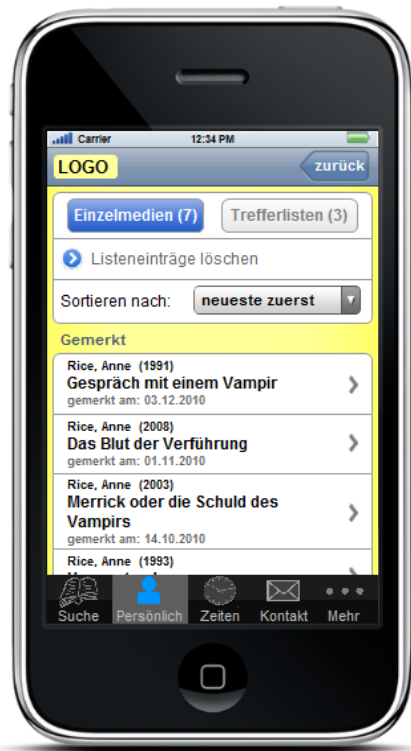 Carrier 12:34 PM
LOGO zurück
Einzelmedien (7) Trefferlisten (3)
Listeneinträge löschen
Sortieren nach: neueste zuerst
Gemerkt
Rice, Anne (1991)
Gespräch mit einem Vampir
gemerkt am: 03.12.2010
Rice, Anne (2008)
Das Blut der Verführung
gemerkt am: 01.11.2010
Rice, Anne (2003)
Merrick oder die Schuld des
Vampirs
gemerkt am: 14.10.2010
Rice, Anne (1993)
Suche Persönlich Zeiten Kontakt Mehr